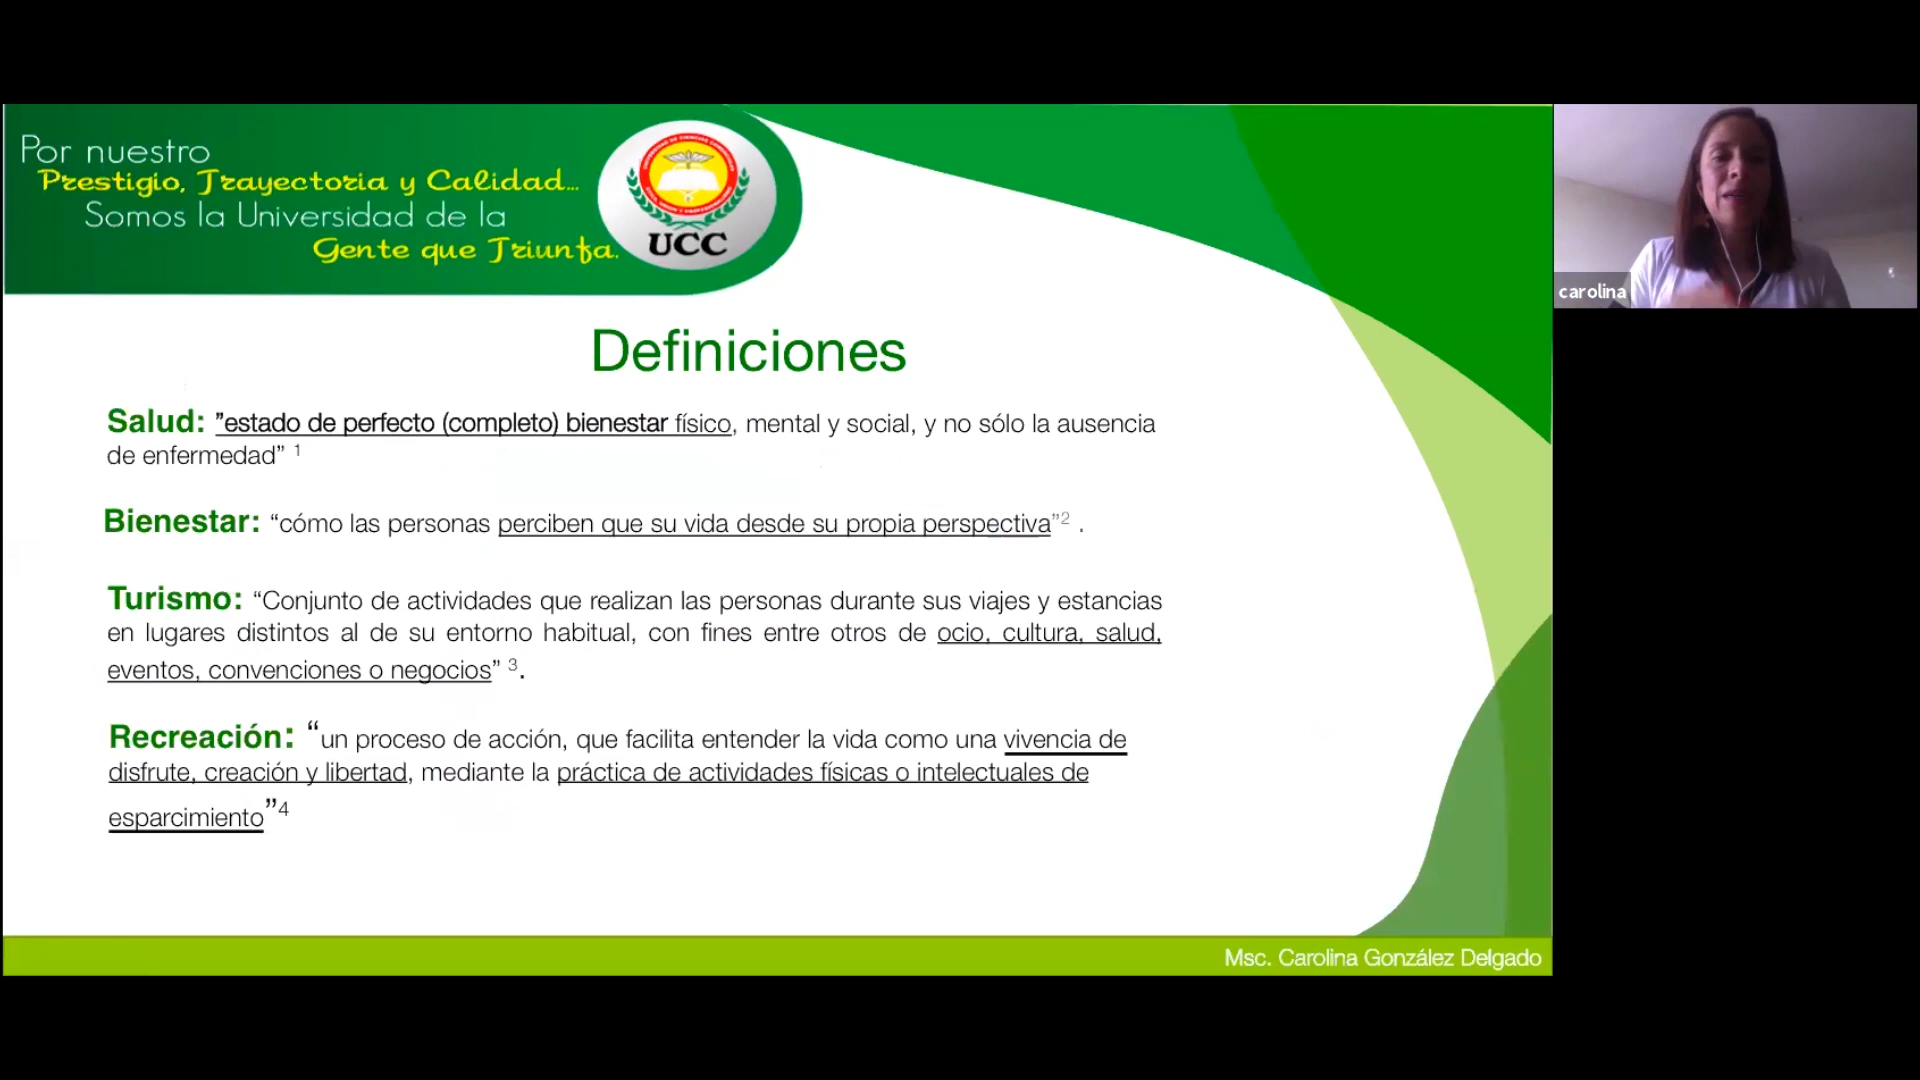 Por nuestro
Prestigio, Trayectoria y Calidad...
Somos la Universidad de la
Gente que Triunfa.
UCC
carolina
Definiciones
Salud: ”estado de perfecto (completo) bienestar físico, mental y social, y no sólo la ausencia
de enfermedad” 1
Bienestar: “cómo las personas perciben que su vida desde su propia perspectiva”2 .
Turismo: “Conjunto de actividades que realizan las personas durante sus viajes y estancias
en lugares distintos al de su entorno habitual, con fines entre otros de ocio, cultura, salud,
eventos, convenciones o negocios” 3.
Recreación: “un proceso de acción, que facilita entender la vida como una vivencia de
disfrute, creación y libertad, mediante la práctica de actividades físicas o intelectuales de
esparcimiento”4
Msc. Carolina González Delgado